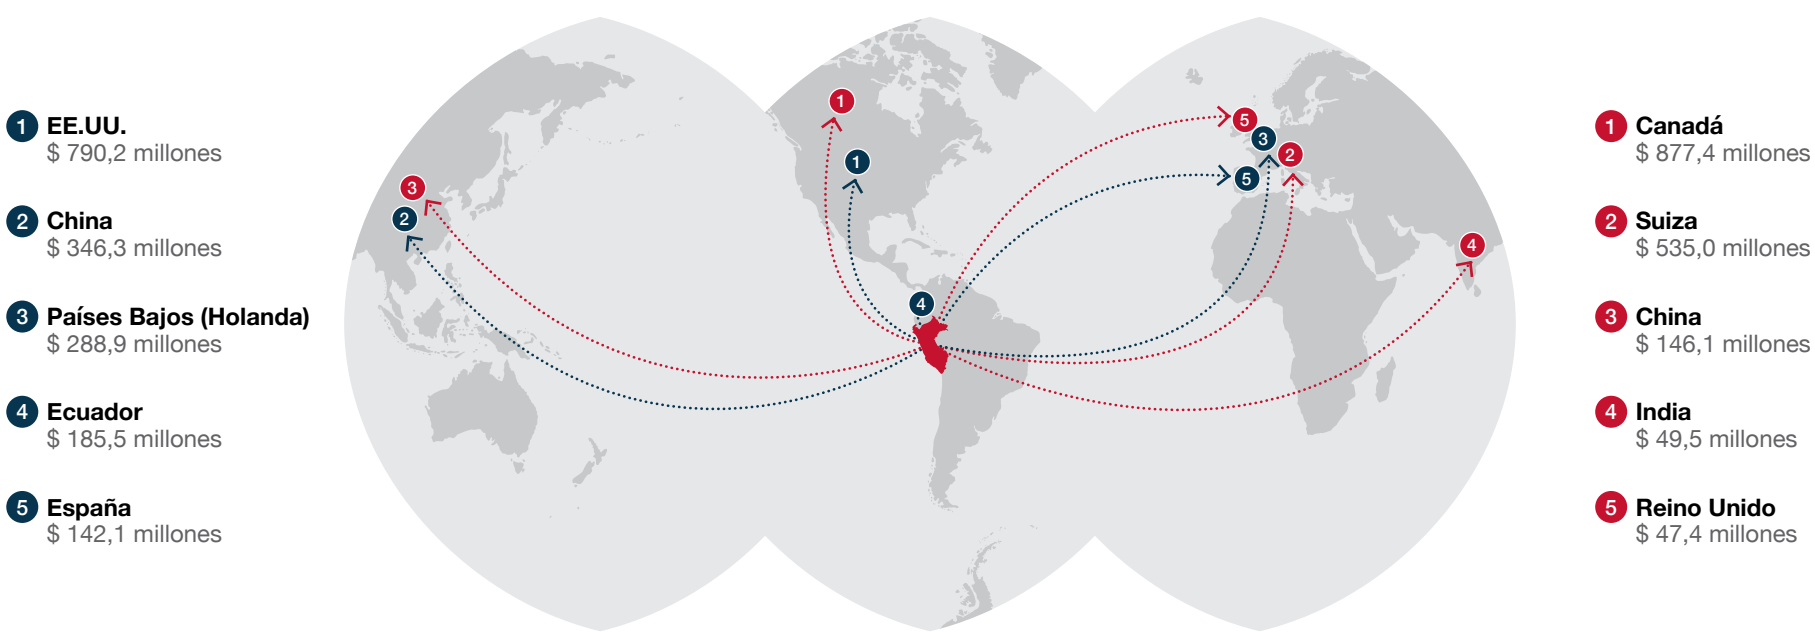 1 EE.UU.
$ 790,2 millones
2 China
$ 346,3 millones
3 Países Bajos (Holanda)
$ 288,9 millones
4 Ecuador
$ 185,5 millones
5 España
$ 142,1 millones
1
1
3
2
4
5
3
2
5
4
1 Canadá
$ 877,4 millones
2 Suiza
$ 535,0 millones
3 China
$ 146,1 millones
4 India
$ 49,5 millones
5 Reino Unido
$ 47,4 millones